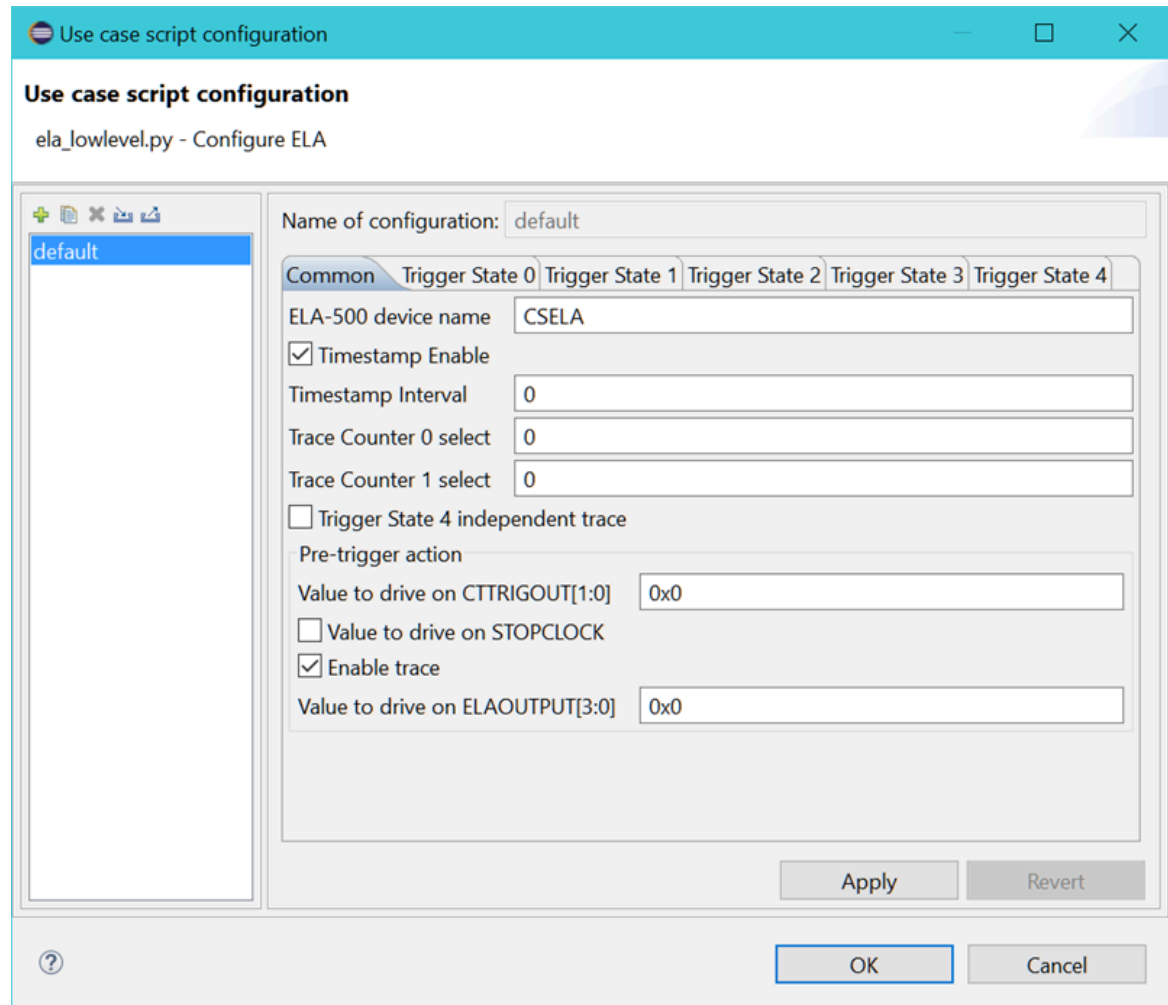 Use case script configuration
Use case script configuration
ela_lowlevel.py - Configure ELA
default
Name of configuration: default
Common Trigger State 0 Trigger State 1 Trigger State 2 Trigger State 3 Trigger State 4
ELA-500 device name CSELA
Timestamp Enable
Timestamp Interval 0
Trace Counter 0 select 0
Trace Counter 1 select 0
Trigger State 4 independent trace
Pre-trigger action
Value to drive on CTTRIGOUT[1:0] 0x0
Value to drive on STOPCLOCK
Enable trace
Value to drive on ELAOUTPUT[3:0] 0x0
Apply Revert
? OK Cancel